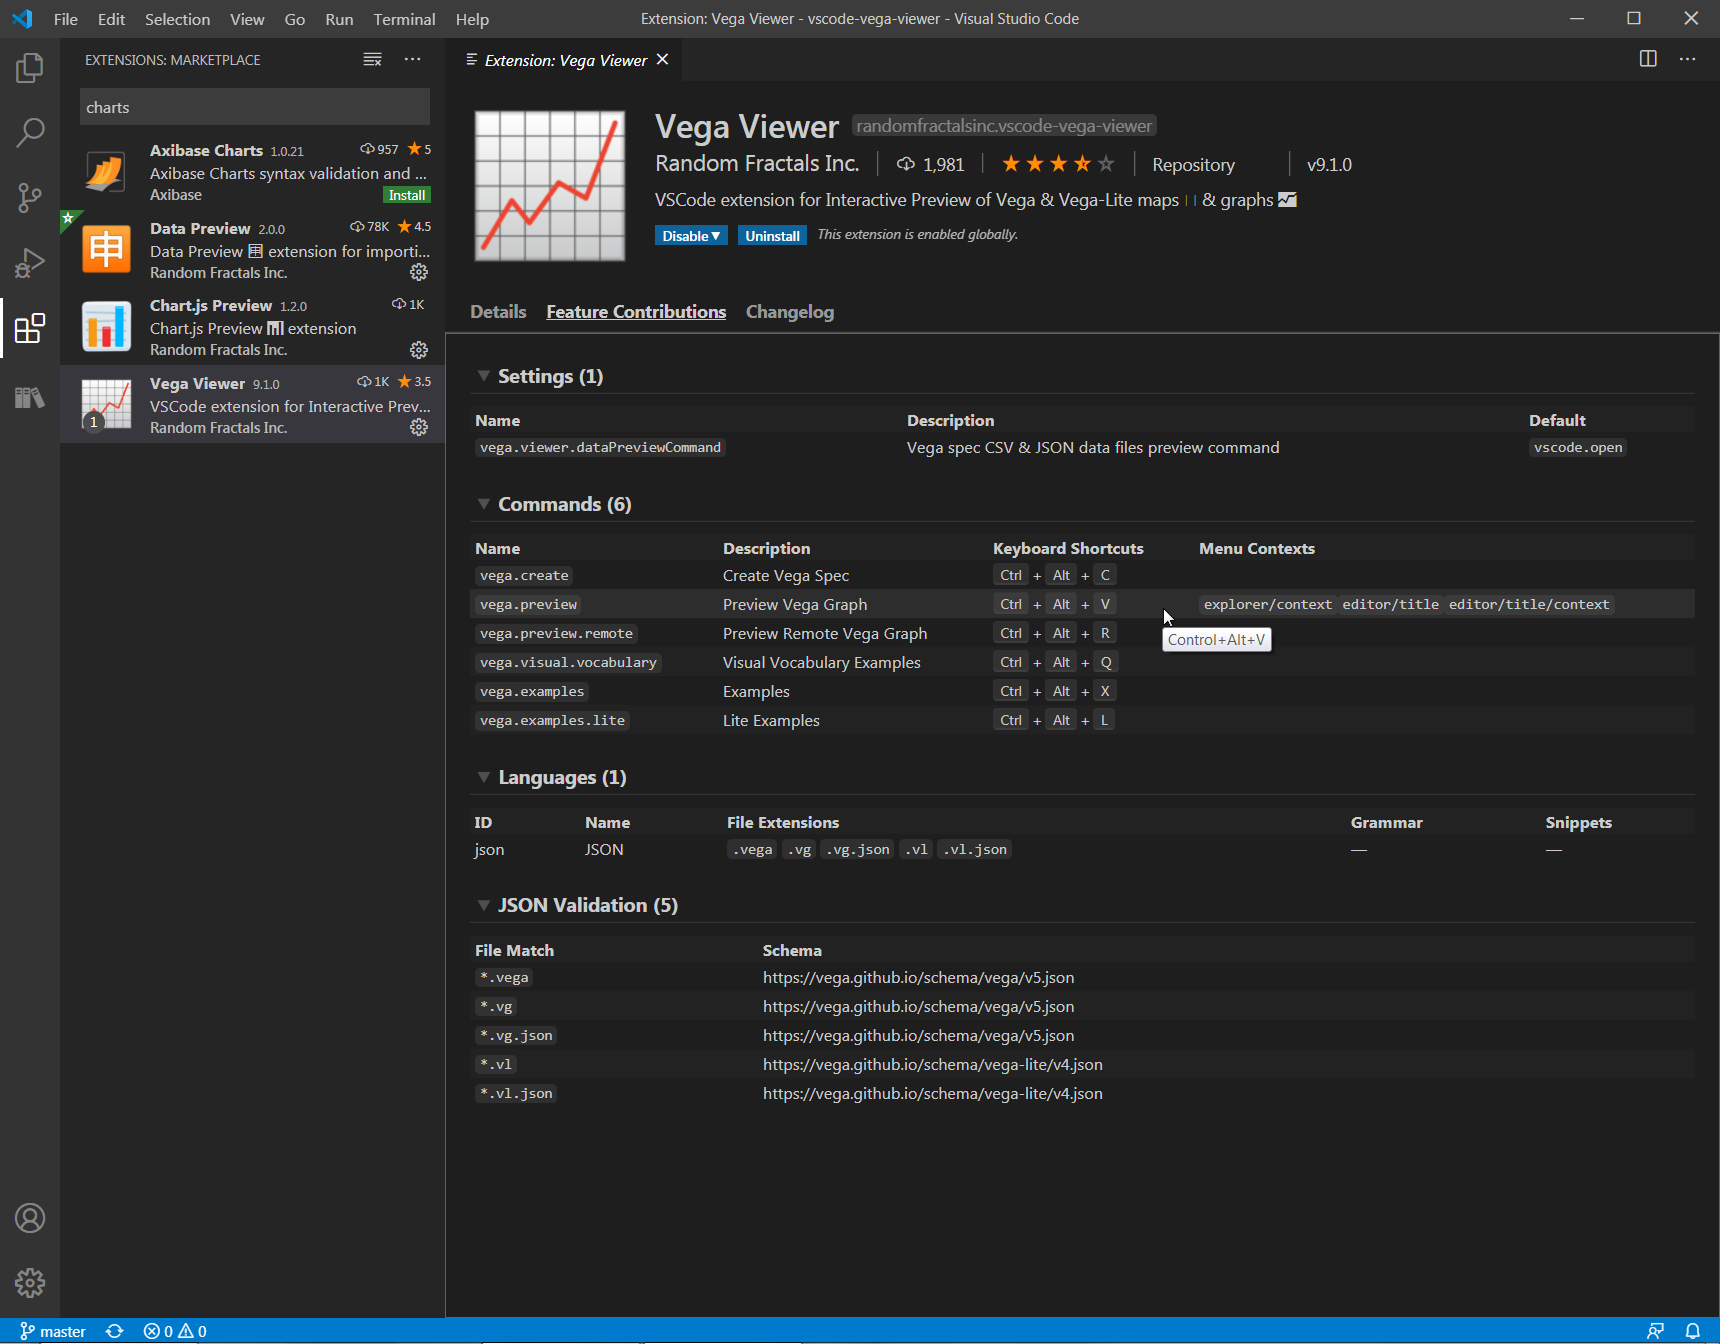 File Edit Selection View Go Run Terminal Help Extension: Vega Viewer - vscode-vega-viewer - Visual Studio Code
EXTENSIONS: MARKETPLACE
charts
Axibase Charts 1.0.21 957 5
Axibase Charts syntax validation and ...
Axibase Install
Data Preview 2.0.0 78K 4.5
Data Preview 🈸 extension for importi...
Random Fractals Inc.
Chart.js Preview 1.2.0 1K
Chart.js Preview 📊 extension
Random Fractals Inc.
Vega Viewer 9.1.0 1K 3.5
VSCode extension for Interactive Prev...
1 Random Fractals Inc.
Extension: Vega Viewer
Vega Viewer randomfractalsinc.vscode-vega-viewer
Random Fractals Inc. 1,981 Repository v9.1.0
VSCode extension for Interactive Preview of Vega & Vega-Lite maps & graphs 📈
Disable▼ Uninstall This extension is enabled globally.
Details Feature Contributions Changelog
Settings (1)
Name Description Default
vega.viewer.dataPreviewCommand Vega spec CSV & JSON data files preview command vscode.open
Commands (6)
Name Description Keyboard Shortcuts Menu Contexts
vega.create Create Vega Spec Ctrl + Alt + C
vega.preview Preview Vega Graph Ctrl + Alt + V explorer/context editor/title editor/title/context
vega.preview.remote Preview Remote Vega Graph Ctrl + Alt + R
Control+Alt+V
vega.visual.vocabulary Visual Vocabulary Examples Ctrl + Alt + Q
vega.examples Examples Ctrl + Alt + X
vega.examples.lite Lite Examples Ctrl + Alt + L
Languages (1)
ID Name File Extensions Grammar Snippets
json JSON .vega .vg .vg.json .vl .vl.json — —
JSON Validation (5)
File Match Schema
*.vega https://vega.github.io/schema/vega/v5.json
*.vg https://vega.github.io/schema/vega/v5.json
*.vg.json https://vega.github.io/schema/vega/v5.json
*.vl https://vega.github.io/schema/vega-lite/v4.json
*.vl.json https://vega.github.io/schema/vega-lite/v4.json
master 0 0